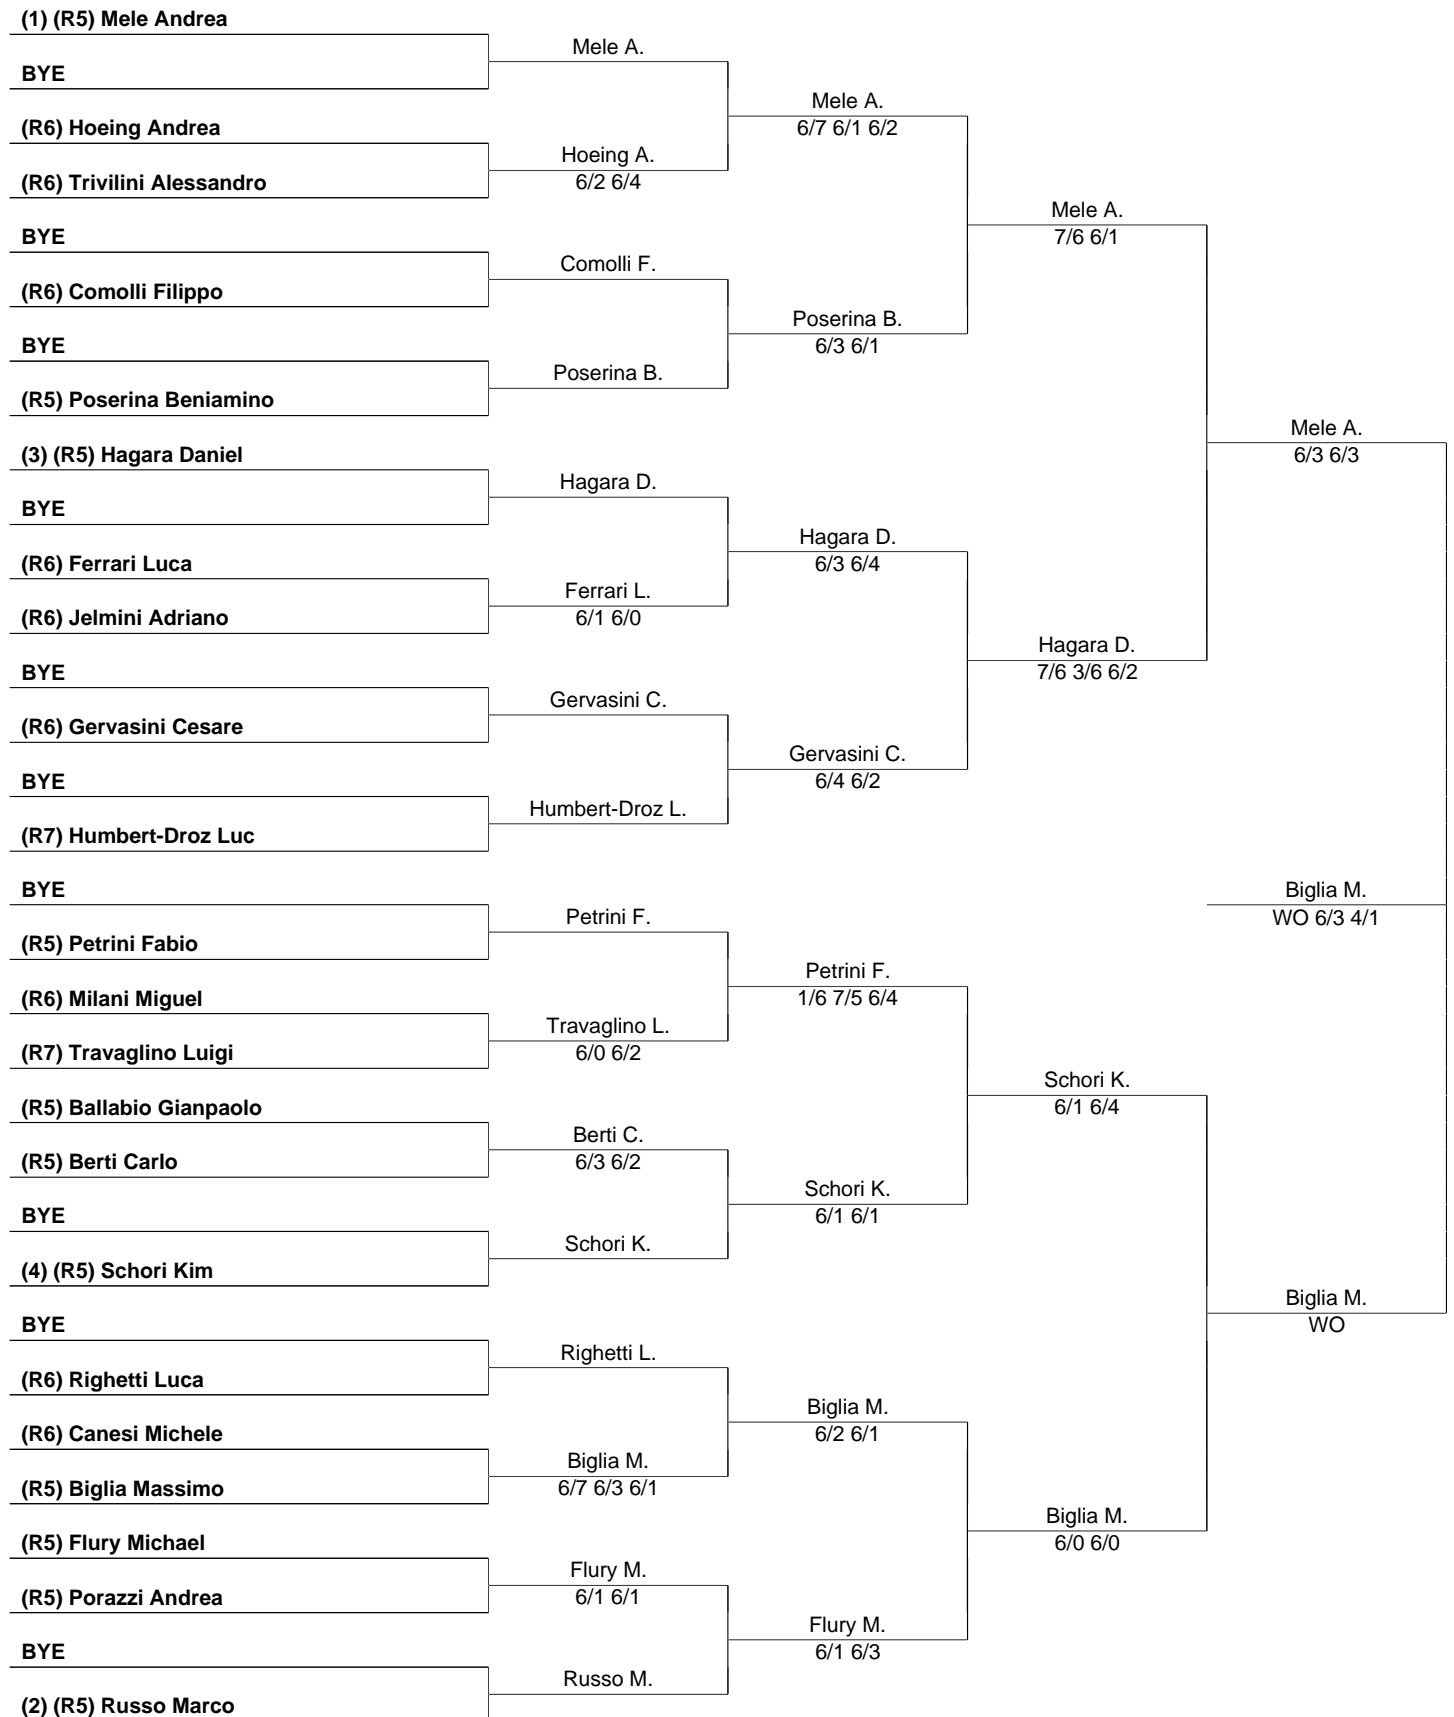 (1) (R5) Mele Andrea
Mele A.
BYE
Mele A.
6/7 6/1 6/2
(R6) Hoeing Andrea
Hoeing A.
6/2 6/4
(R6) Trivilini Alessandro
Mele A.
7/6 6/1
BYE
Comolli F.
(R6) Comolli Filippo
Poserina B.
6/3 6/1
BYE
Poserina B.
(R5) Poserina Beniamino
Mele A.
6/3 6/3
(3) (R5) Hagara Daniel
Hagara D.
BYE
Hagara D.
6/3 6/4
(R6) Ferrari Luca
Ferrari L.
6/1 6/0
(R6) Jelmini Adriano
Hagara D.
7/6 3/6 6/2
BYE
Gervasini C.
(R6) Gervasini Cesare
Gervasini C.
6/4 6/2
BYE
Humbert-Droz L.
(R7) Humbert-Droz Luc
BYE
Biglia M.
WO 6/3 4/1
Petrini F.
(R5) Petrini Fabio
Petrini F.
1/6 7/5 6/4
(R6) Milani Miguel
Travaglino L.
6/0 6/2
(R7) Travaglino Luigi
Schori K.
6/1 6/4
(R5) Ballabio Gianpaolo
Berti C.
6/3 6/2
(R5) Berti Carlo
Schori K.
6/1 6/1
BYE
Schori K.
(4) (R5) Schori Kim
Biglia M.
WO
BYE
Righetti L.
(R6) Righetti Luca
Biglia M.
6/2 6/1
(R6) Canesi Michele
Biglia M.
6/7 6/3 6/1
(R5) Biglia Massimo
Biglia M.
6/0 6/0
(R5) Flury Michael
Flury M.
6/1 6/1
(R5) Porazzi Andrea
Flury M.
6/1 6/3
BYE
Russo M.
(2) (R5) Russo Marco